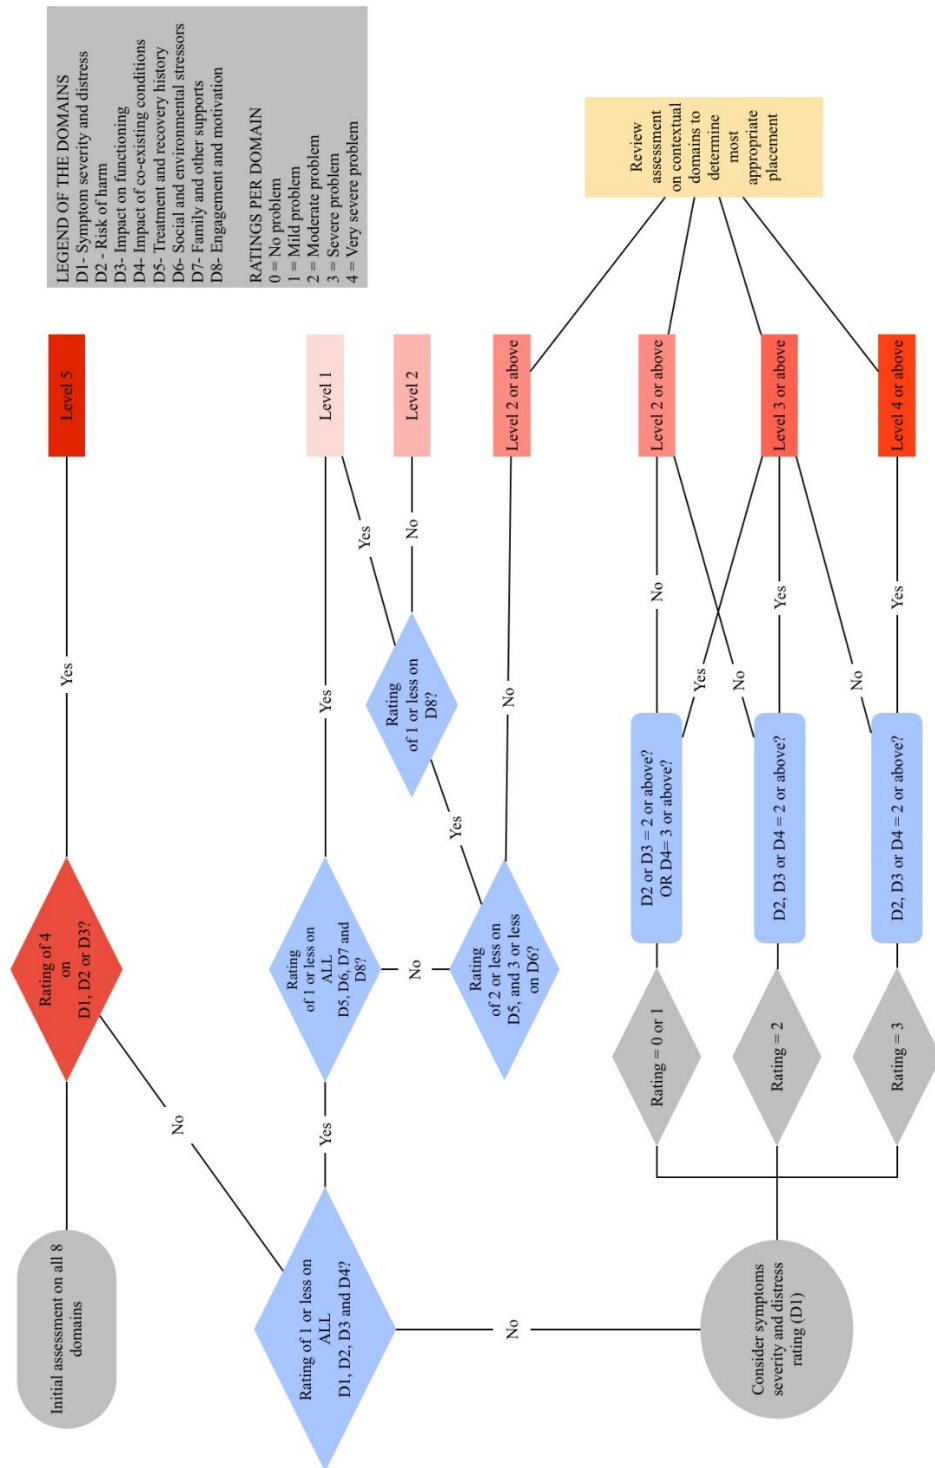 Initial assessment on all 8
domains
Rating of 4
on
D1, D2 or D3?
Yes
Level 5
No
Rating of 1 or less on
ALL
D1, D2, D3 and D4?
Yes
Rating
of 1 or less on
ALL
D5, D6, D7 and
D8?
Yes
Level 1
No
Rating
of 2 or less on
D5, and 3 or less
on D6?
Yes
Rating
of 1 or less on
D8?
Yes
No
Level 2
No
Level 2 or above
No
Consider symptoms
severity and distress
rating (D1)
Rating = 0 or 1
D2 or D3 = 2 or above?
OR D4= 3 or above?
No
Level 2 or above
Yes
Rating = 2
D2, D3 or D4 = 2 or above?
No
Yes
Level 3 or above
Rating = 3
D2, D3 or D4 = 2 or above?
No
Yes
Level 4 or above
Review
assessment
on contextual
domains to
determine
most
appropriate
placement
LEGEND OF THE DOMAINS
D1- Symptom severity and distress
D2 - Risk of harm
D3- Impact on functioning
D4- Impact of co-existing conditions
D5- Treatment and recovery history
D6- Social and environmental stressors
D7- Family and other supports
D8- Engagement and motivation
RATINGS PER DOMAIN
0 = No problem
1 = Mild problem
2 = Moderate problem
3 = Severe problem
4 = Very severe problem